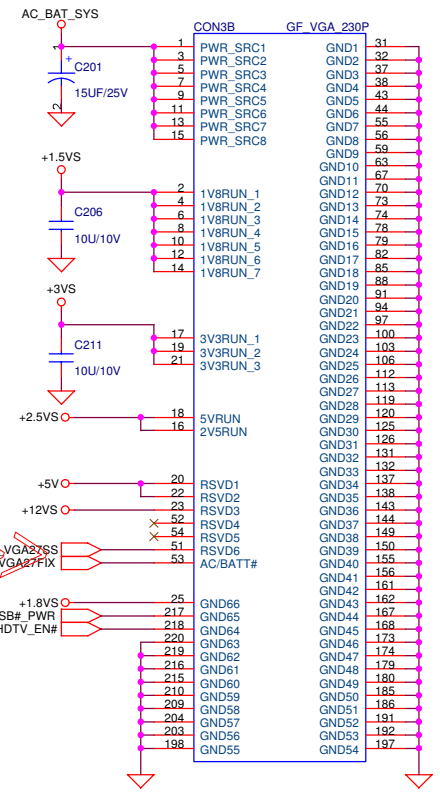 AC_BAT_SYS
CON3B GF_VGA_230P
1 PWR_SRC1
3 PWR_SRC2
5 PWR_SRC3
7 PWR_SRC4
9 PWR_SRC5
11 PWR_SRC6
13 PWR_SRC7
15 PWR_SRC8
1
+
C201
15UF/25V
2
+1.5VS
2 1V8RUN_1
4 1V8RUN_2
6 1V8RUN_3
8 1V8RUN_4
10 1V8RUN_5
12 1V8RUN_6
14 1V8RUN_7
C206
10U/10V
+3VS
17 3V3RUN_1
19 3V3RUN_2
21 3V3RUN_3
C211
10U/10V
+2.5VS 18 5VRUN
16 2V5RUN
+5V 20 RSVD1
22 RSVD2
+12VS 23 RSVD3
52 RSVD4
54 RSVD5
VGA27SS 51 RSVD6
VGA27FIX 53 AC/BATT#
+1.8VS 25 GND66
SB#_PWR 217 GND65
HDTV_EN# 218 GND64
220 GND63
219 GND62
216 GND61
215 GND60
210 GND59
209 GND58
204 GND57
203 GND56
198 GND55
GND1 31
GND2 32
GND3 37
GND4 38
GND5 43
GND6 44
GND7 55
GND8 56
GND9 59
GND10 63
GND11 67
GND12 70
GND13 73
GND14 74
GND15 78
GND16 79
GND17 82
GND18 85
GND19 88
GND20 91
GND21 94
GND22 97
GND23 100
GND24 103
GND25 106
GND26 112
GND27 113
GND28 119
GND29 120
GND30 125
GND31 126
GND32 131
GND33 132
GND34 137
GND35 138
GND36 143
GND37 144
GND38 149
GND39 150
GND40 155
GND41 156
GND42 161
GND43 162
GND44 167
GND45 168
GND46 173
GND47 174
GND48 179
GND49 180
GND50 185
GND51 186
GND52 191
GND53 192
GND54 197